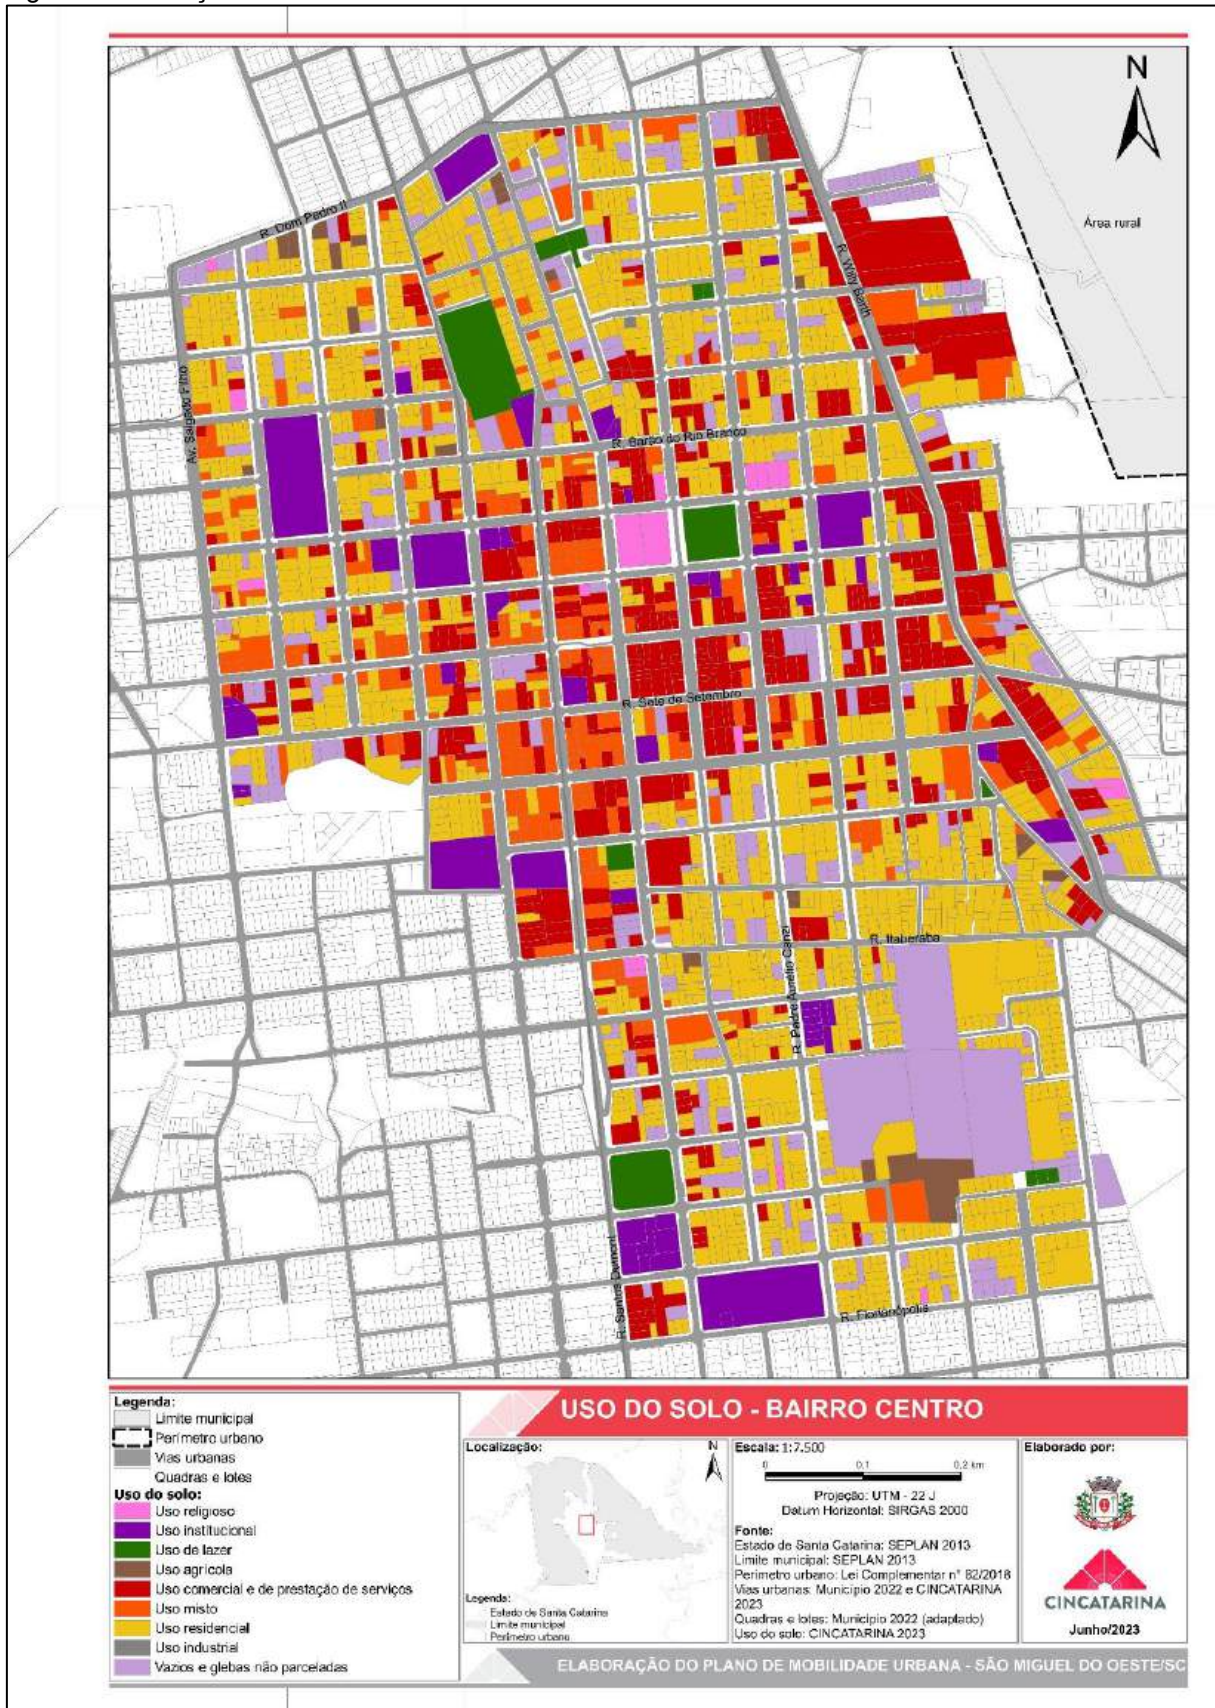 N
Área rural
R. Dom Pedro II
R. Willy Barth
Av. Salgado Filho
R. Barão do Rio Branco
R. Sete de Setembro
R. Itaberaba
R. Padre Aurélio Canzi
R. Santos Dumont
R. Florianópolis
Legenda:
Limite municipal
Perímetro urbano
Vias urbanas
Quadras e lotes
Uso do solo:
Uso religioso
Uso institucional
Uso de lazer
Uso agrícola
Uso comercial e de prestação de serviços
Uso misto
Uso residencial
Uso industrial
Vazios e glebas não parceladas
USO DO SOLO - BAIRRO CENTRO
Localização:
N
Legenda:
Estado de Santa Catarina
Limite municipal
Perímetro urbano
Escala: 1:7.500
0 0,1 0,2 km
Projeção: UTM - 22 J
Datum Horizontal: SIRGAS 2000
Fonte:
Estado de Santa Catarina: SEPLAN 2013
Limite municipal: SEPLAN 2013
Perímetro urbano: Lei Complementar n° 82/2018
Vias urbanas: Município 2022 e CINCATARINA
2023
Quadras e lotes: Município 2022 (adaptado)
Uso do solo: CINCATARINA 2023
Elaborado por:
CINCATARINA
Junho/2023
ELABORAÇÃO DO PLANO DE MOBILIDADE URBANA - SÃO MIGUEL DO OESTE/SC